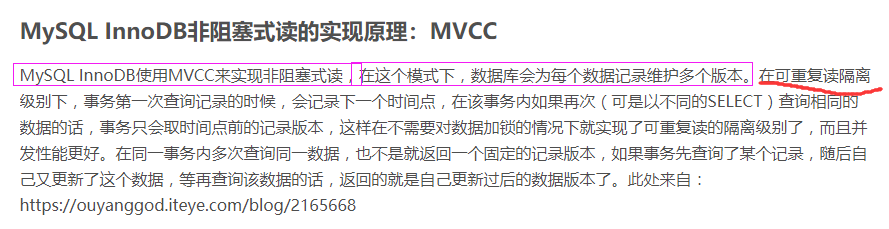 MySQL InnoDB非阻塞式读的实现原理：MVCC
MySQL InnoDB使用MVCC来实现非阻塞式读，在这个模式下，数据库会为每个数据记录维护多个版本。在可重复读隔离
级别下，事务第一次查询记录的时候，会记录下一个时间点，在该事务内如果再次（可是以不同的SELECT）查询相同的
数据的话，事务只会取时间点前的记录版本，这样在不需要对数据加锁的情况下就实现了可重复读的隔离级别了，而且并
发性能更好。在同一事务内多次查询同一数据，也不是就返回一个固定的记录版本，如果事务先查询了某个记录，随后自
己又更新了这个数据，等再查询该数据的话，返回的就是自己更新过后的数据版本了。此处来自：
https://ouyanggod.iteye.com/blog/2165668